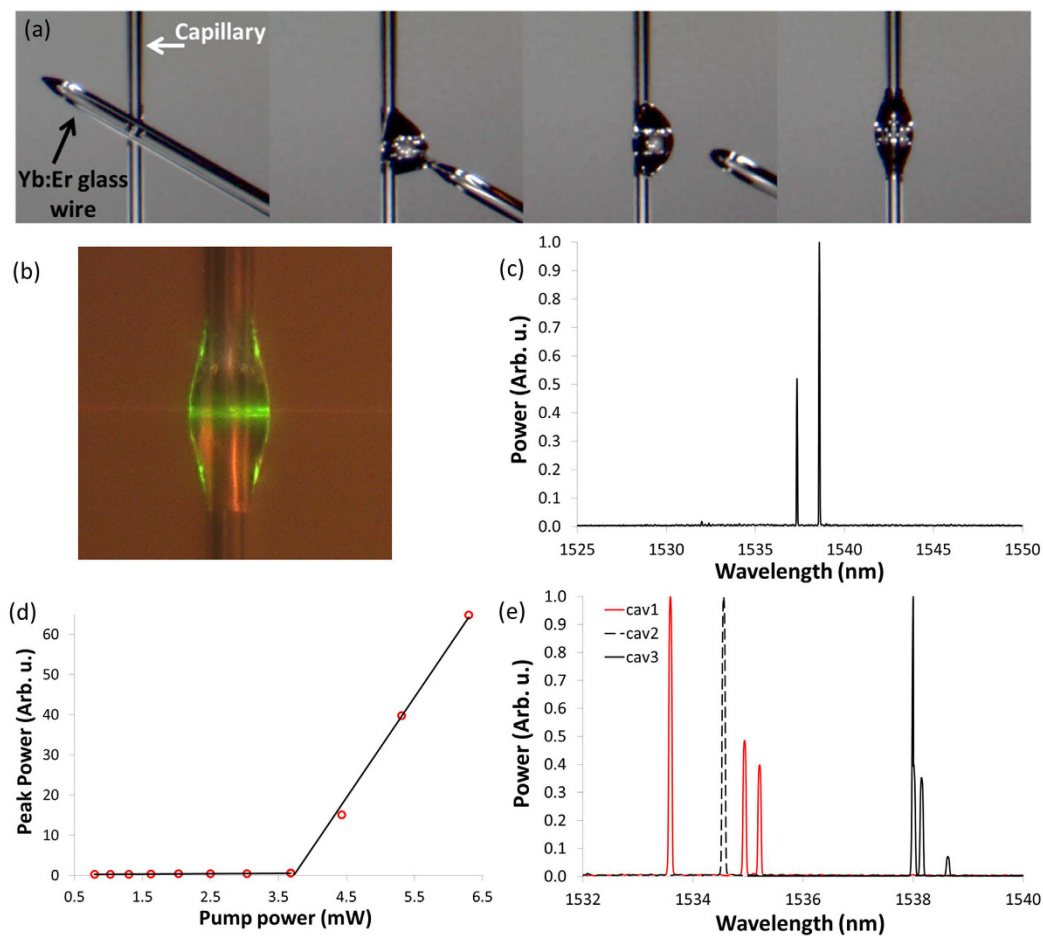 (a)
Capillary
Yb:Er glass
wire
(b)
(c)
Power (Arb. u.)
1.0
0.9
0.8
0.7
0.6
0.5
0.4
0.3
0.2
0.1
0.0
1525 1530 1535 1540 1545 1550
Wavelength (nm)
(d)
Peak Power (Arb. u.)
60
50
40
30
20
10
0
0.5 1.5 2.5 3.5 4.5 5.5 6.5
Pump power (mW)
(e)
Power (Arb. u.)
1.0
0.9
0.8
0.7
0.6
0.5
0.4
0.3
0.2
0.1
0.0
cav1
cav2
cav3
1532 1534 1536 1538 1540
Wavelength (nm)